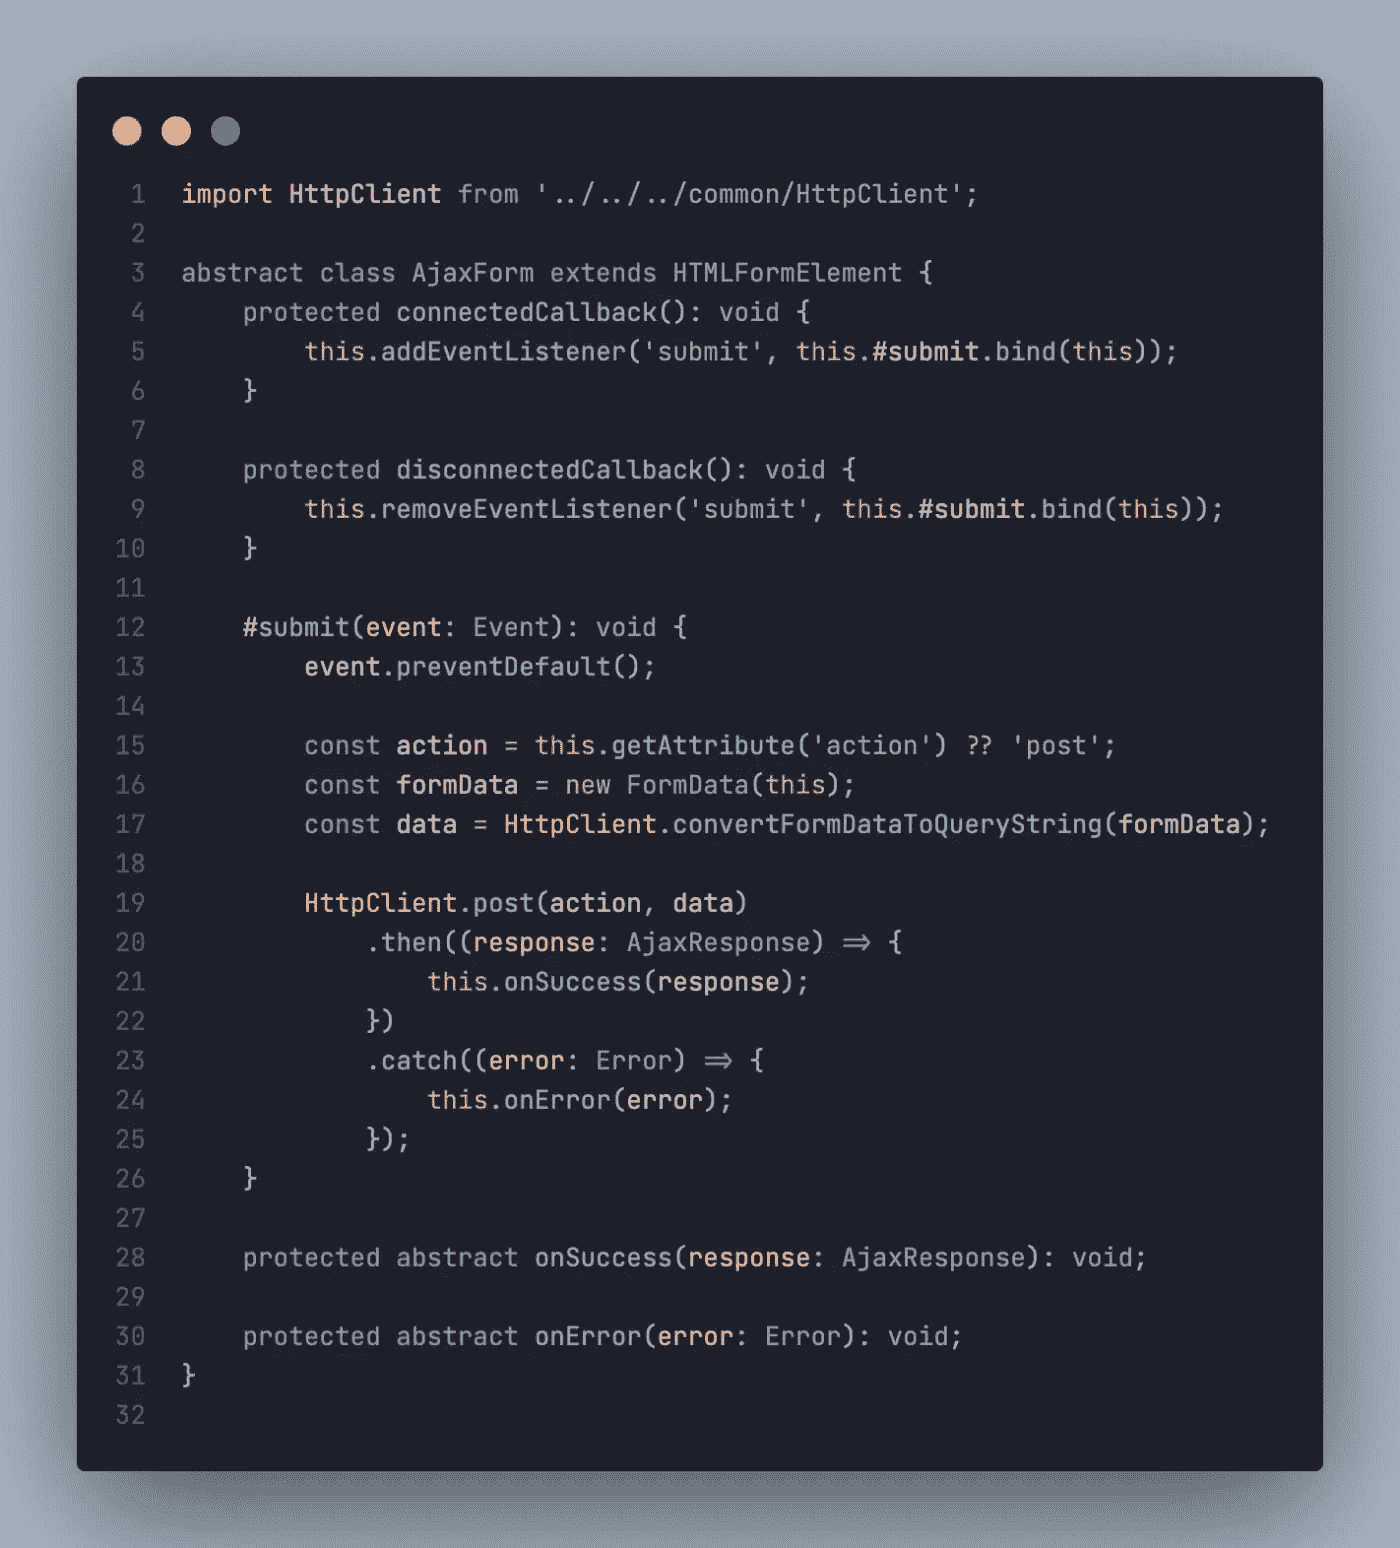 1 import HttpClient from '../../../common/HttpClient';
2
3 abstract class AjaxForm extends HTMLFormElement {
4     protected connectedCallback(): void {
5         this.addEventListener('submit', this.#submit.bind(this));
6     }
7
8     protected disconnectedCallback(): void {
9         this.removeEventListener('submit', this.#submit.bind(this));
10     }
11
12     #submit(event: Event): void {
13         event.preventDefault();
14
15         const action = this.getAttribute('action') ?? 'post';
16         const formData = new FormData(this);
17         const data = HttpClient.convertFormDataToQueryString(formData);
18
19         HttpClient.post(action, data)
20             .then((response: AjaxResponse) => {
21                 this.onSuccess(response);
22             })
23             .catch((error: Error) => {
24                 this.onError(error);
25             });
26     }
27
28     protected abstract onSuccess(response: AjaxResponse): void;
29
30     protected abstract onError(error: Error): void;
31 }
32